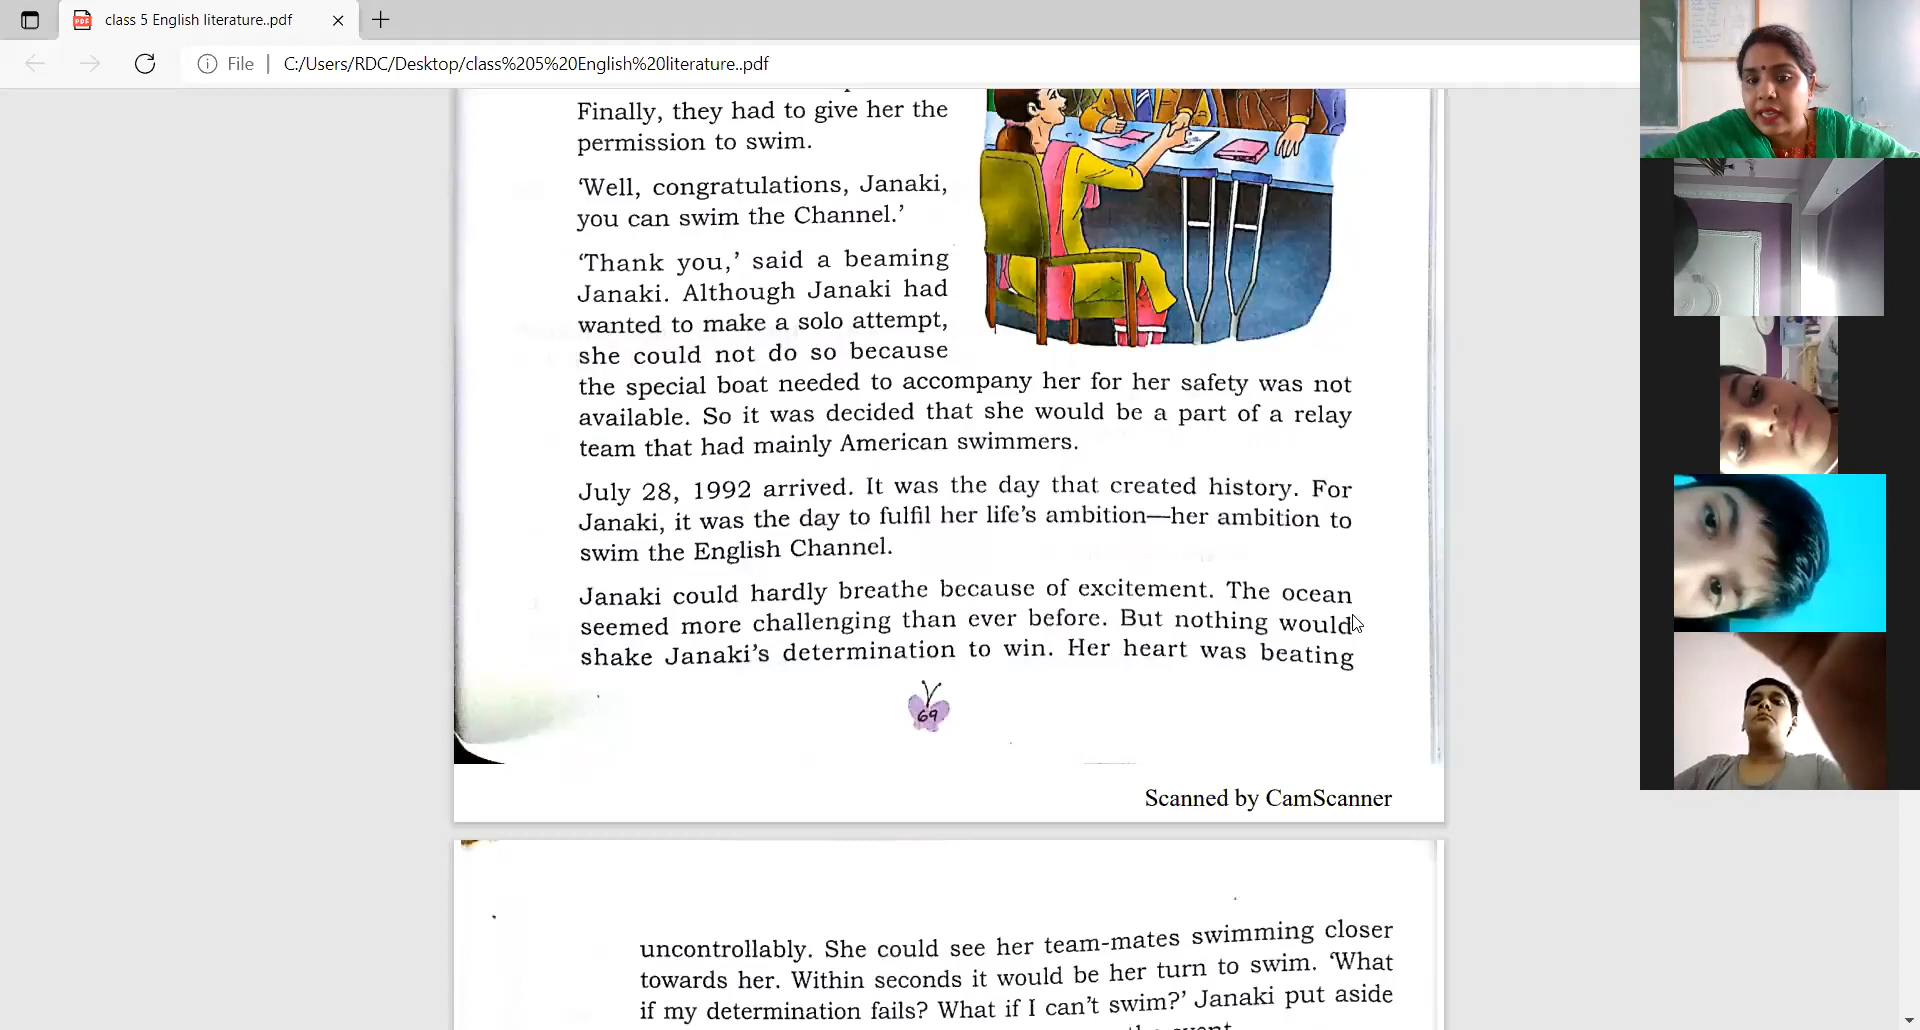 class 5 English literature..pdf
File
C:/Users/RDC/Desktop/class%205%20English%20literature..pdf
Finally, they had to give her the
permission to swim.
'Well, congratulations, Janaki,
you can swim the Channel.'
'Thank you,' said a beaming
Janaki. Although Janaki had
wanted to make a solo attempt,
she could not do so because
the special boat needed to accompany her for her safety was not
available. So it was decided that she would be a part of a relay
team that had mainly American swimmers.
July 28, 1992 arrived. It was the day that created history. For
Janaki, it was the day to fulfil her life's ambition—her ambition to
swim the English Channel.
Janaki could hardly breathe because of excitement. The ocean
seemed more challenging than ever before. But nothing would
shake Janaki's determination to win. Her heart was beating
69
Scanned by CamScanner
uncontrollably. She could see her team-mates swimming closer
towards her. Within seconds it would be her turn to swim. 'What
if my determination fails? What if I can't swim?' Janaki put aside